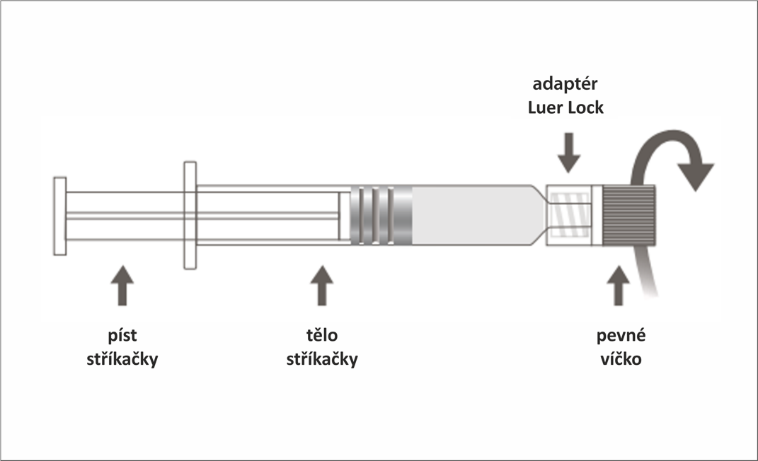 adaptér
Luer Lock
píst
stříkačky
tělo
stříkačky
pevné
víčko